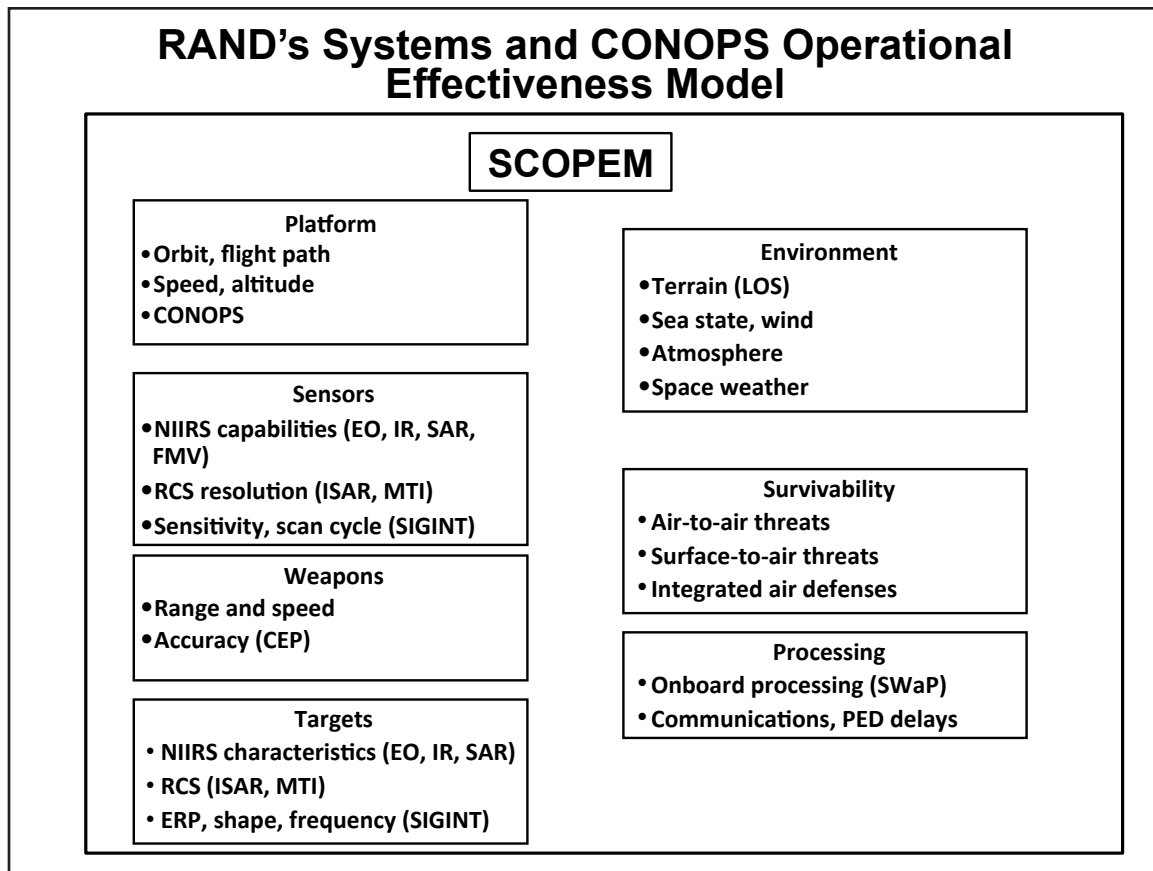 RAND's Systems and CONOPS Operational
Effectiveness Model
SCOPEM
Platform
•Orbit, flight path
•Speed, altitude
•CONOPS
Sensors
•NIIRS capabilities (EO, IR, SAR,
FMV)
•RCS resolution (ISAR, MTI)
•Sensitivity, scan cycle (SIGINT)
Weapons
•Range and speed
•Accuracy (CEP)
Targets
• NIIRS characteristics (EO, IR, SAR)
• RCS (ISAR, MTI)
• ERP, shape, frequency (SIGINT)
Environment
•Terrain (LOS)
•Sea state, wind
•Atmosphere
•Space weather
Survivability
• Air-to-air threats
• Surface-to-air threats
• Integrated air defenses
Processing
• Onboard processing (SWaP)
• Communications, PED delays